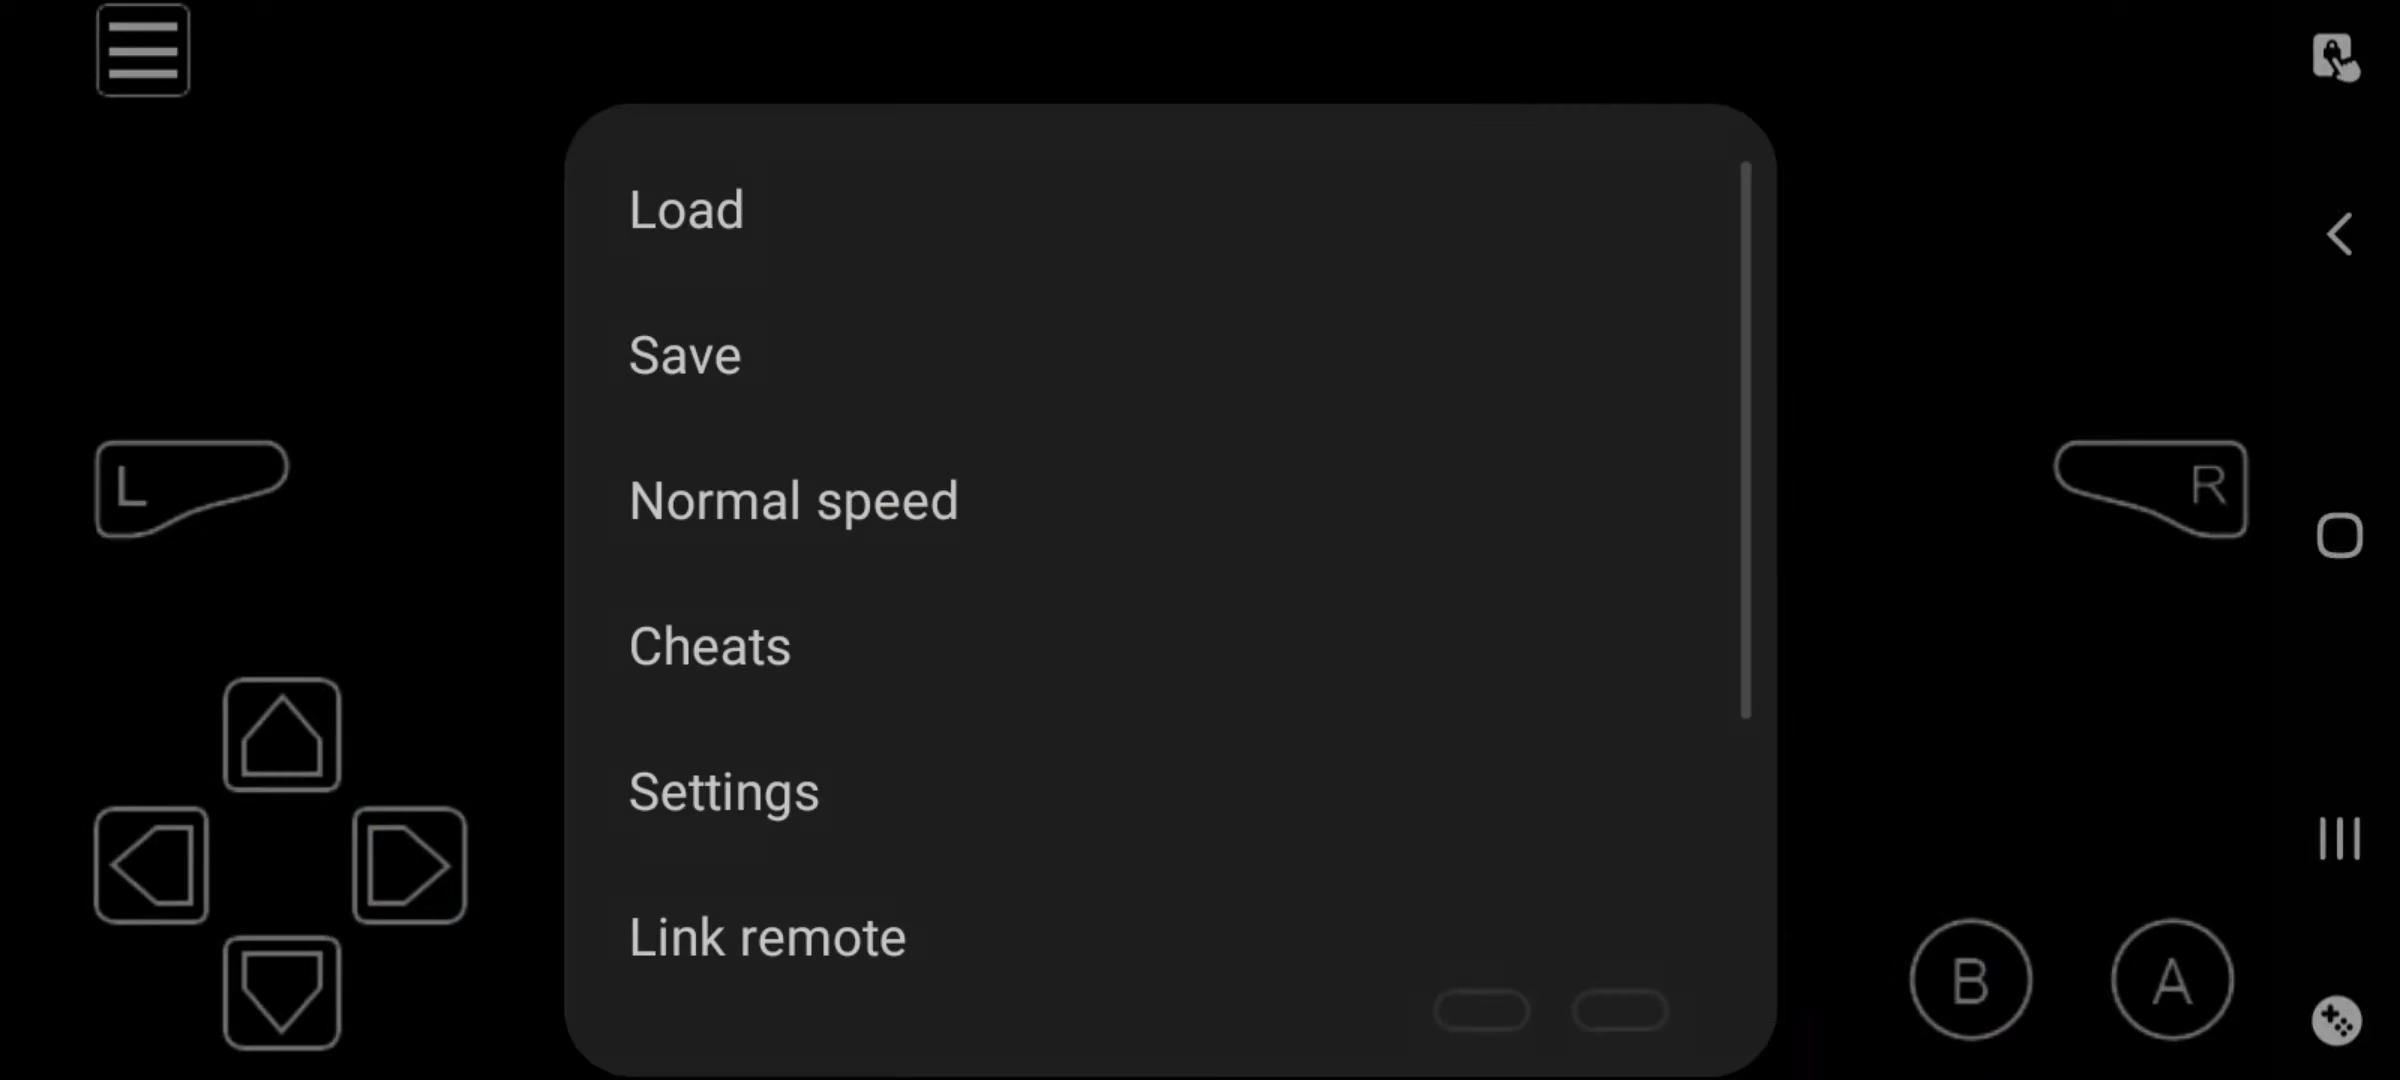 Load
Save
Normal speed
L
R
Cheats
Settings
Link remote
B
A